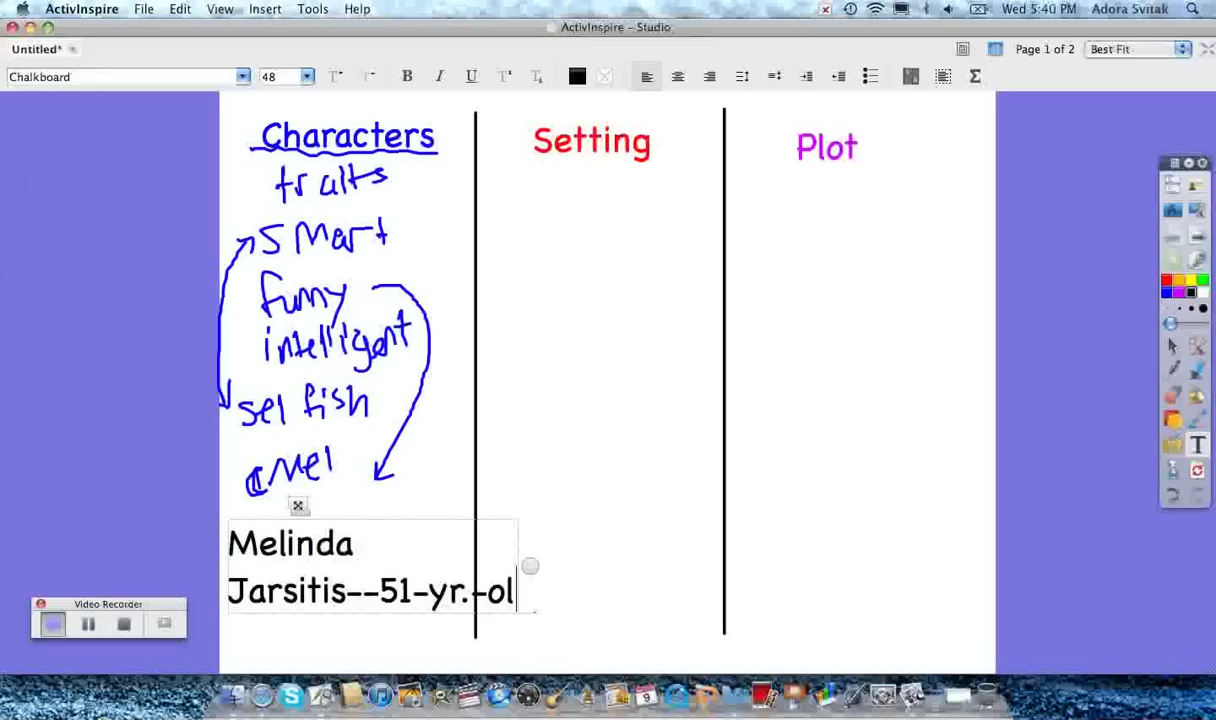 ActivInspire File Edit View Insert Tools Help Wed 5:40 PM Adora Svitak
ActivInspire - Studio
Untitled* Page 1 of 2 Best Fit
Chalkboard 48 B I U
Characters Setting Plot
traits
smart
funny
intelligent
selfish
cruel
Melinda
Jarsitis--51-yr.-ol
Video Recorder